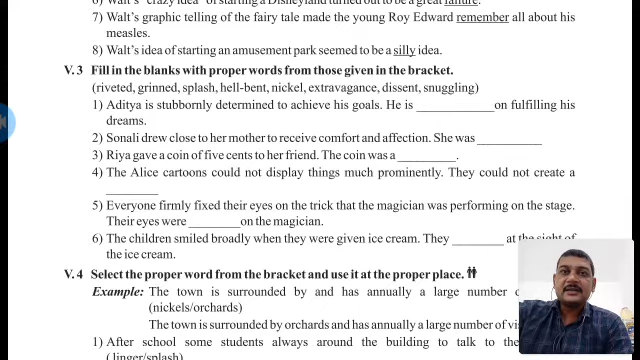 6) Walt's "crazy idea" of starting a Disneyland turned out to be a great failure.
7) Walt's graphic telling of the fairy tale made the young Roy Edward remember all about his
measles.
8) Walt's idea of starting an amusement park seemed to be a silly idea.
V. 3 Fill in the blanks with proper words from those given in the bracket.
(riveted, grinned, splash, hell-bent, nickel, extravagance, dissent, snuggling)
1) Aditya is stubbornly determined to achieve his goals. He is __________ on fulfilling his
dreams.
2) Sonali drew close to her mother to receive comfort and affection. She was __________
3) Riya gave a coin of five cents to her friend. The coin was a _________.
4) The Alice cartoons could not display things much prominently. They could not create a
________
5) Everyone firmly fixed their eyes on the trick that the magician was performing on the stage.
Their eyes were ________ on the magician.
6) The children smiled broadly when they were given ice cream. They ________ at the sight of
the ice cream.
V. 4 Select the proper word from the bracket and use it at the proper place.
Example: The town is surrounded by and has annually a large number o
(nickels/orchards)
The town is surrounded by orchards and has annually a large number of vi
1) After school some students always around the building to talk to the
(linger/splash)